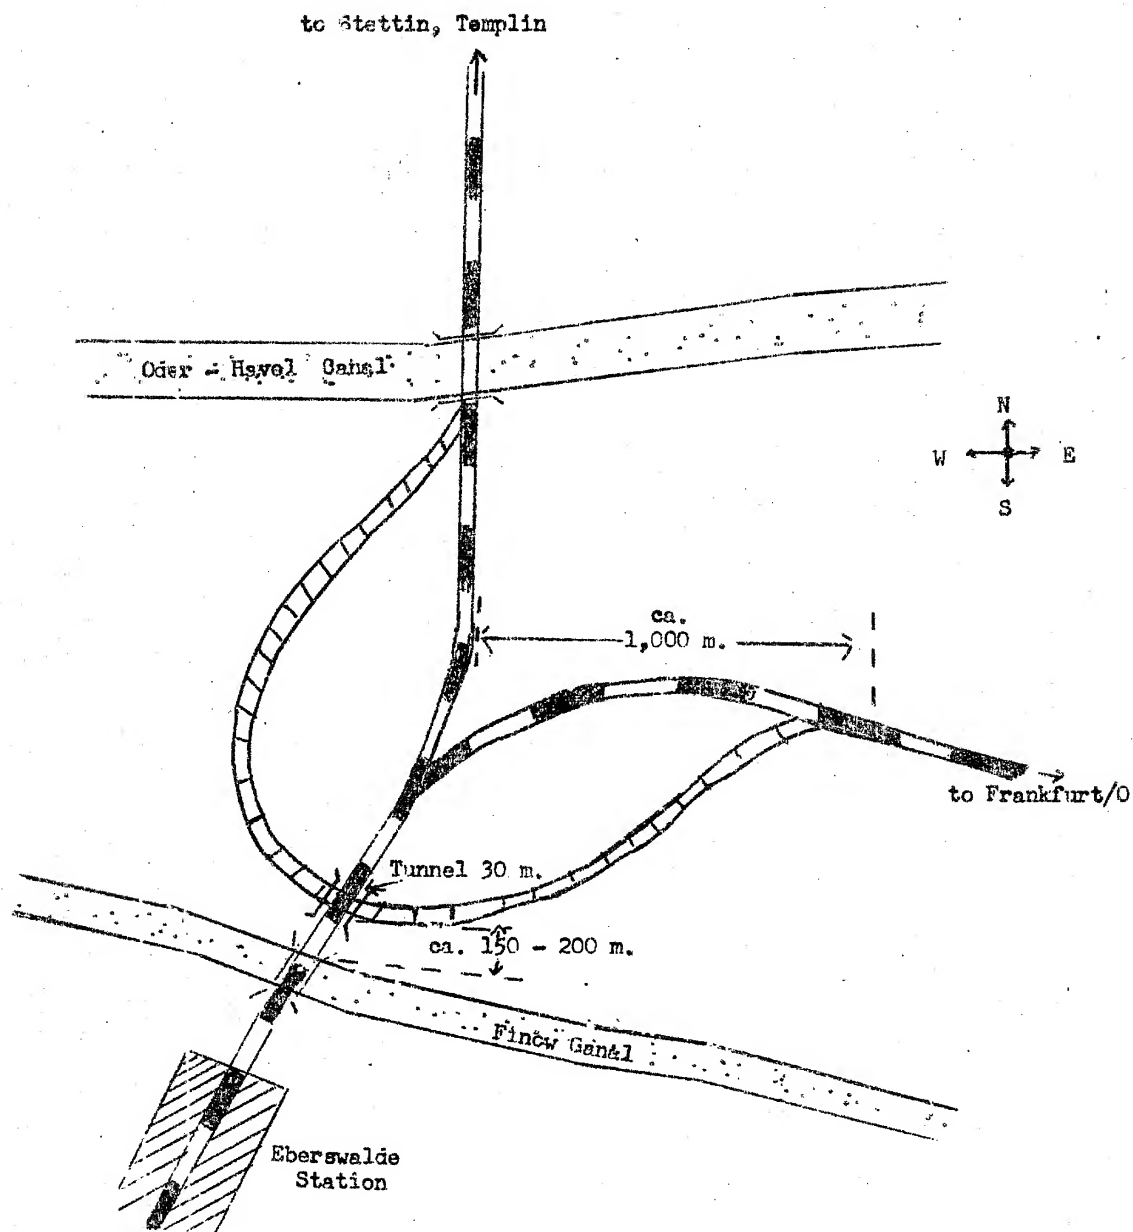 to Stettin, Templin
Oder - Havel Canal
N
W E
S
ca.
1,000 m.
to Frankfurt/O
Tunnel 30 m.
ca. 150 - 200 m.
Finow Canal
Eberswalde
Station